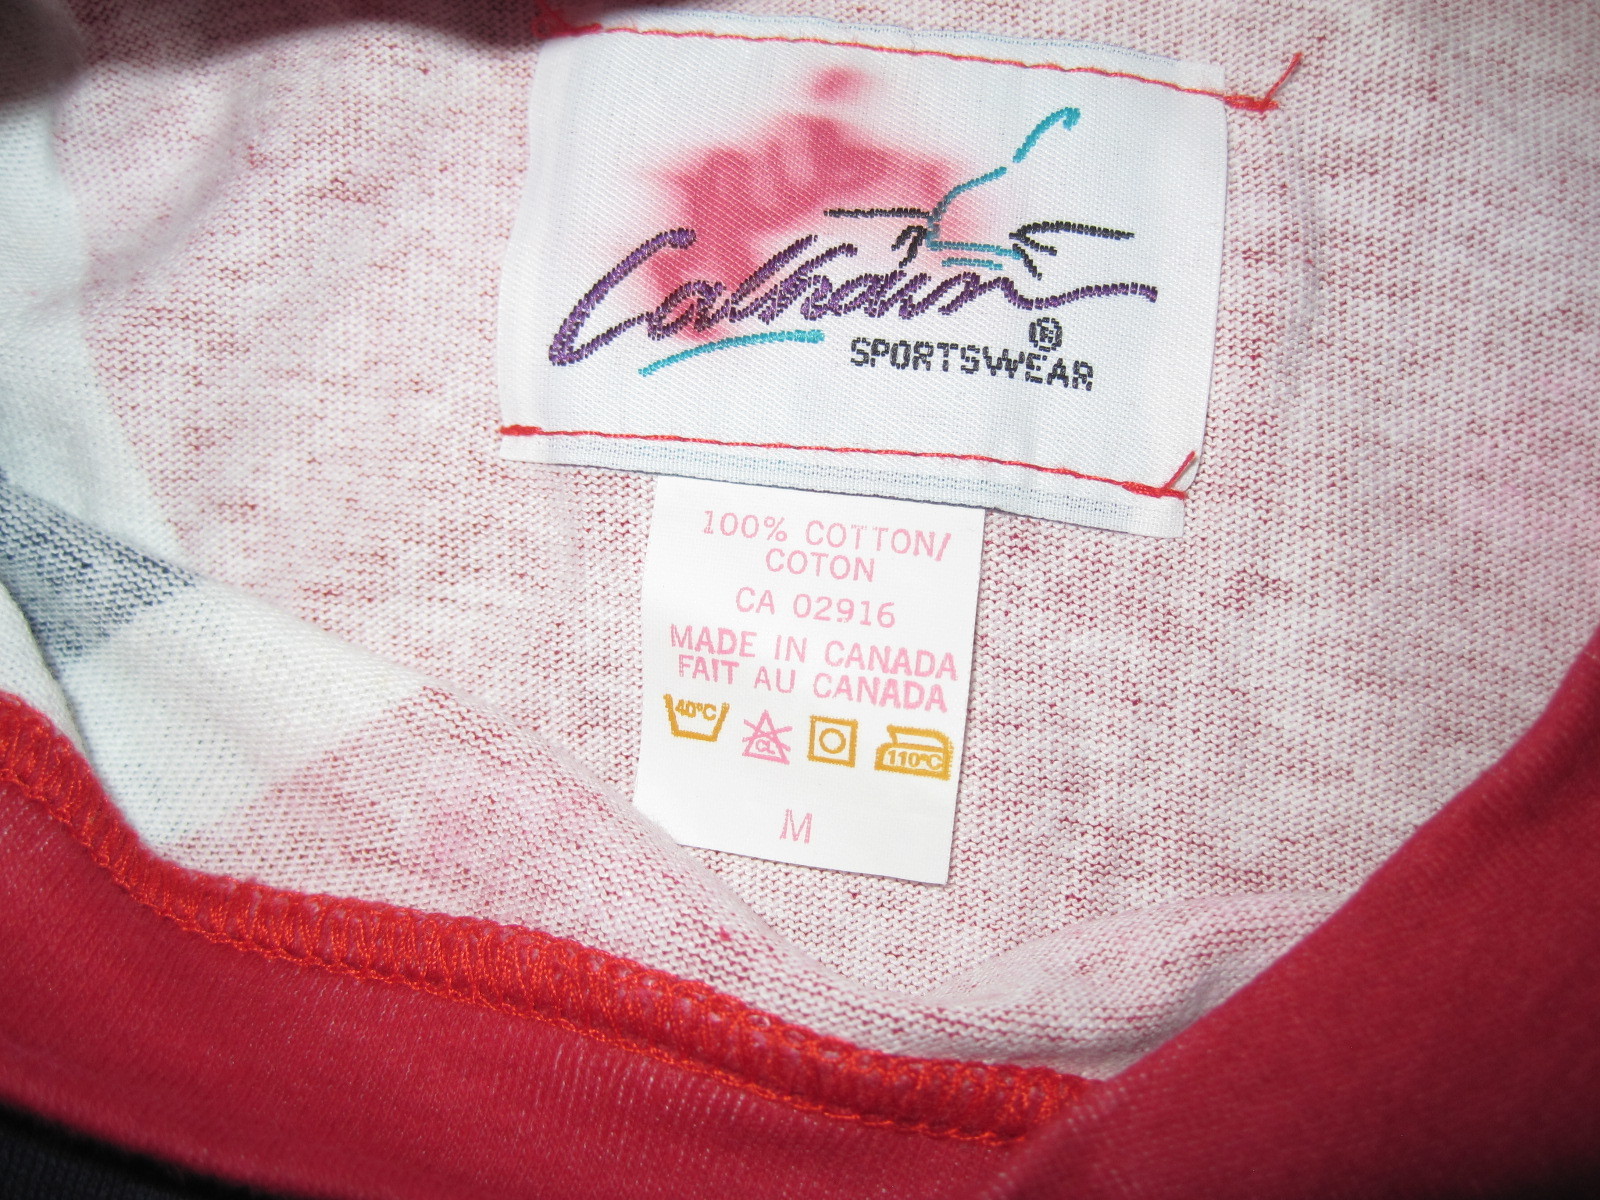 Calhoun
®
SPORTSWEAR
100% COTTON/
COTON
CA 02916
MADE IN CANADA
FAIT AU CANADA
40°C CL 110°C
M